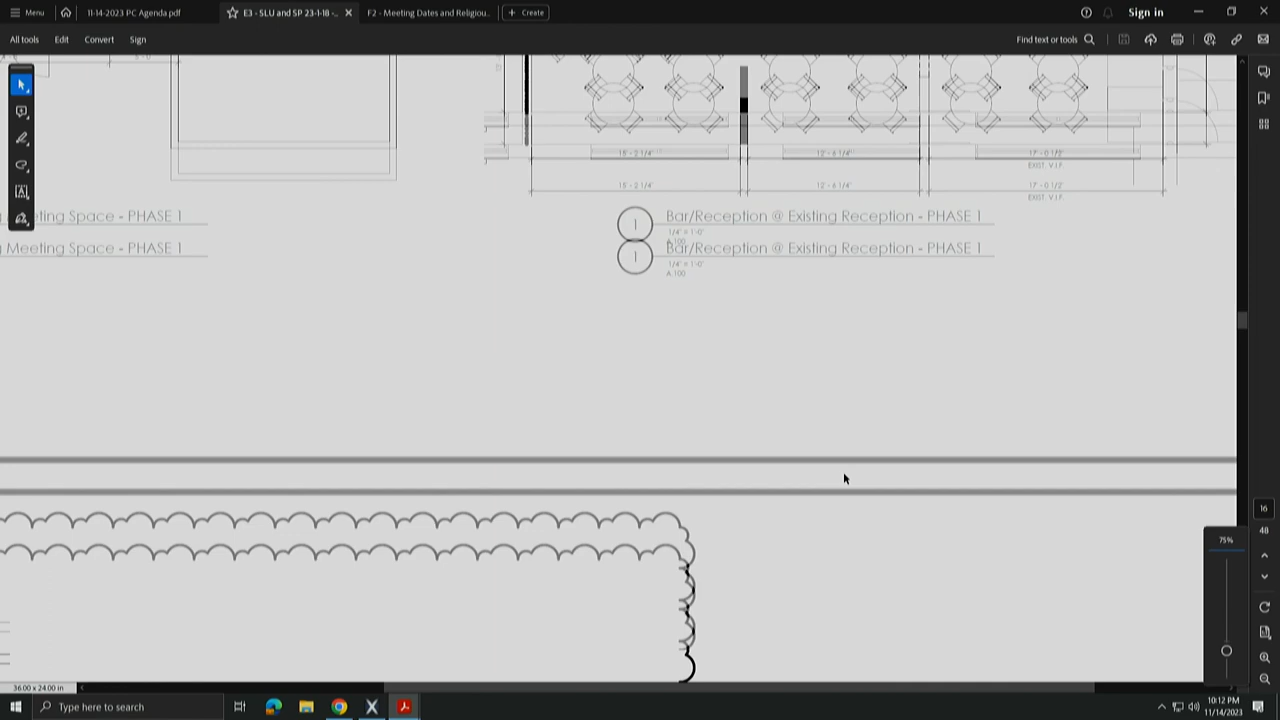 Menu
11-14-2023 PC Agenda.pdf
E3 - SLU and SP 23-1-18 -...
F2 - Meeting Dates and Religiou...
+ Create
Sign in
All tools
Edit
Convert
Sign
Find text or tools
15' - 2 1/4"
12' - 6 1/4"
17' - 0 1/2"
EXIST. V.I.F.
15' - 2 1/4"
12' - 6 1/4"
17' - 0 1/2"
EXIST. V.I.F.
eting Space - PHASE 1
1
Bar/Reception @ Existing Reception - PHASE 1
1/4" = 1'-0"
A.100
g Meeting Space - PHASE 1
1
Bar/Reception @ Existing Reception - PHASE 1
1/4" = 1'-0"
A.100
16
48
75%
36.00 x 24.00 in
Type here to search
10:12 PM
11/14/2023